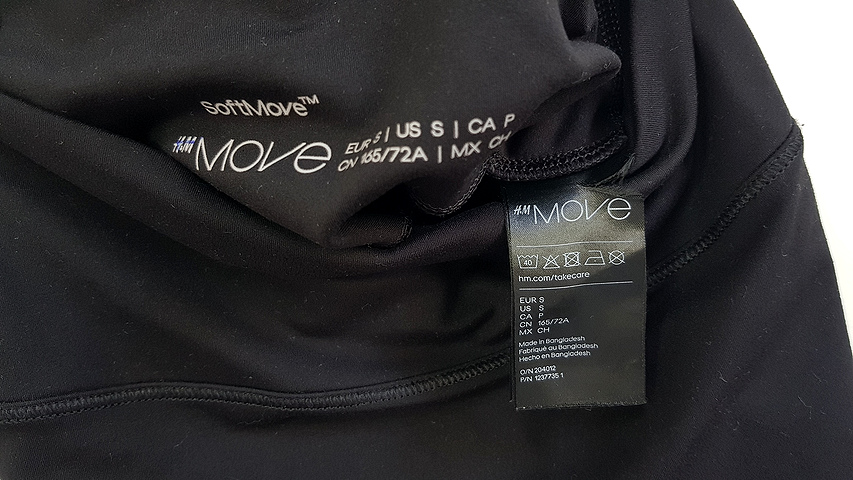 SoftMove™
H&M MOVE
EUR S | US S | CA P
CN 165/72A | MX CH
H&M MOVE
40
hm.com/takecare
EUR S
US S
CA P
CN 165/72A
MX CH
Made in Bangladesh
Fabriqué au Bangladesh
Hecho en Bangladesh
O/N 204012
P/N 1237735 1